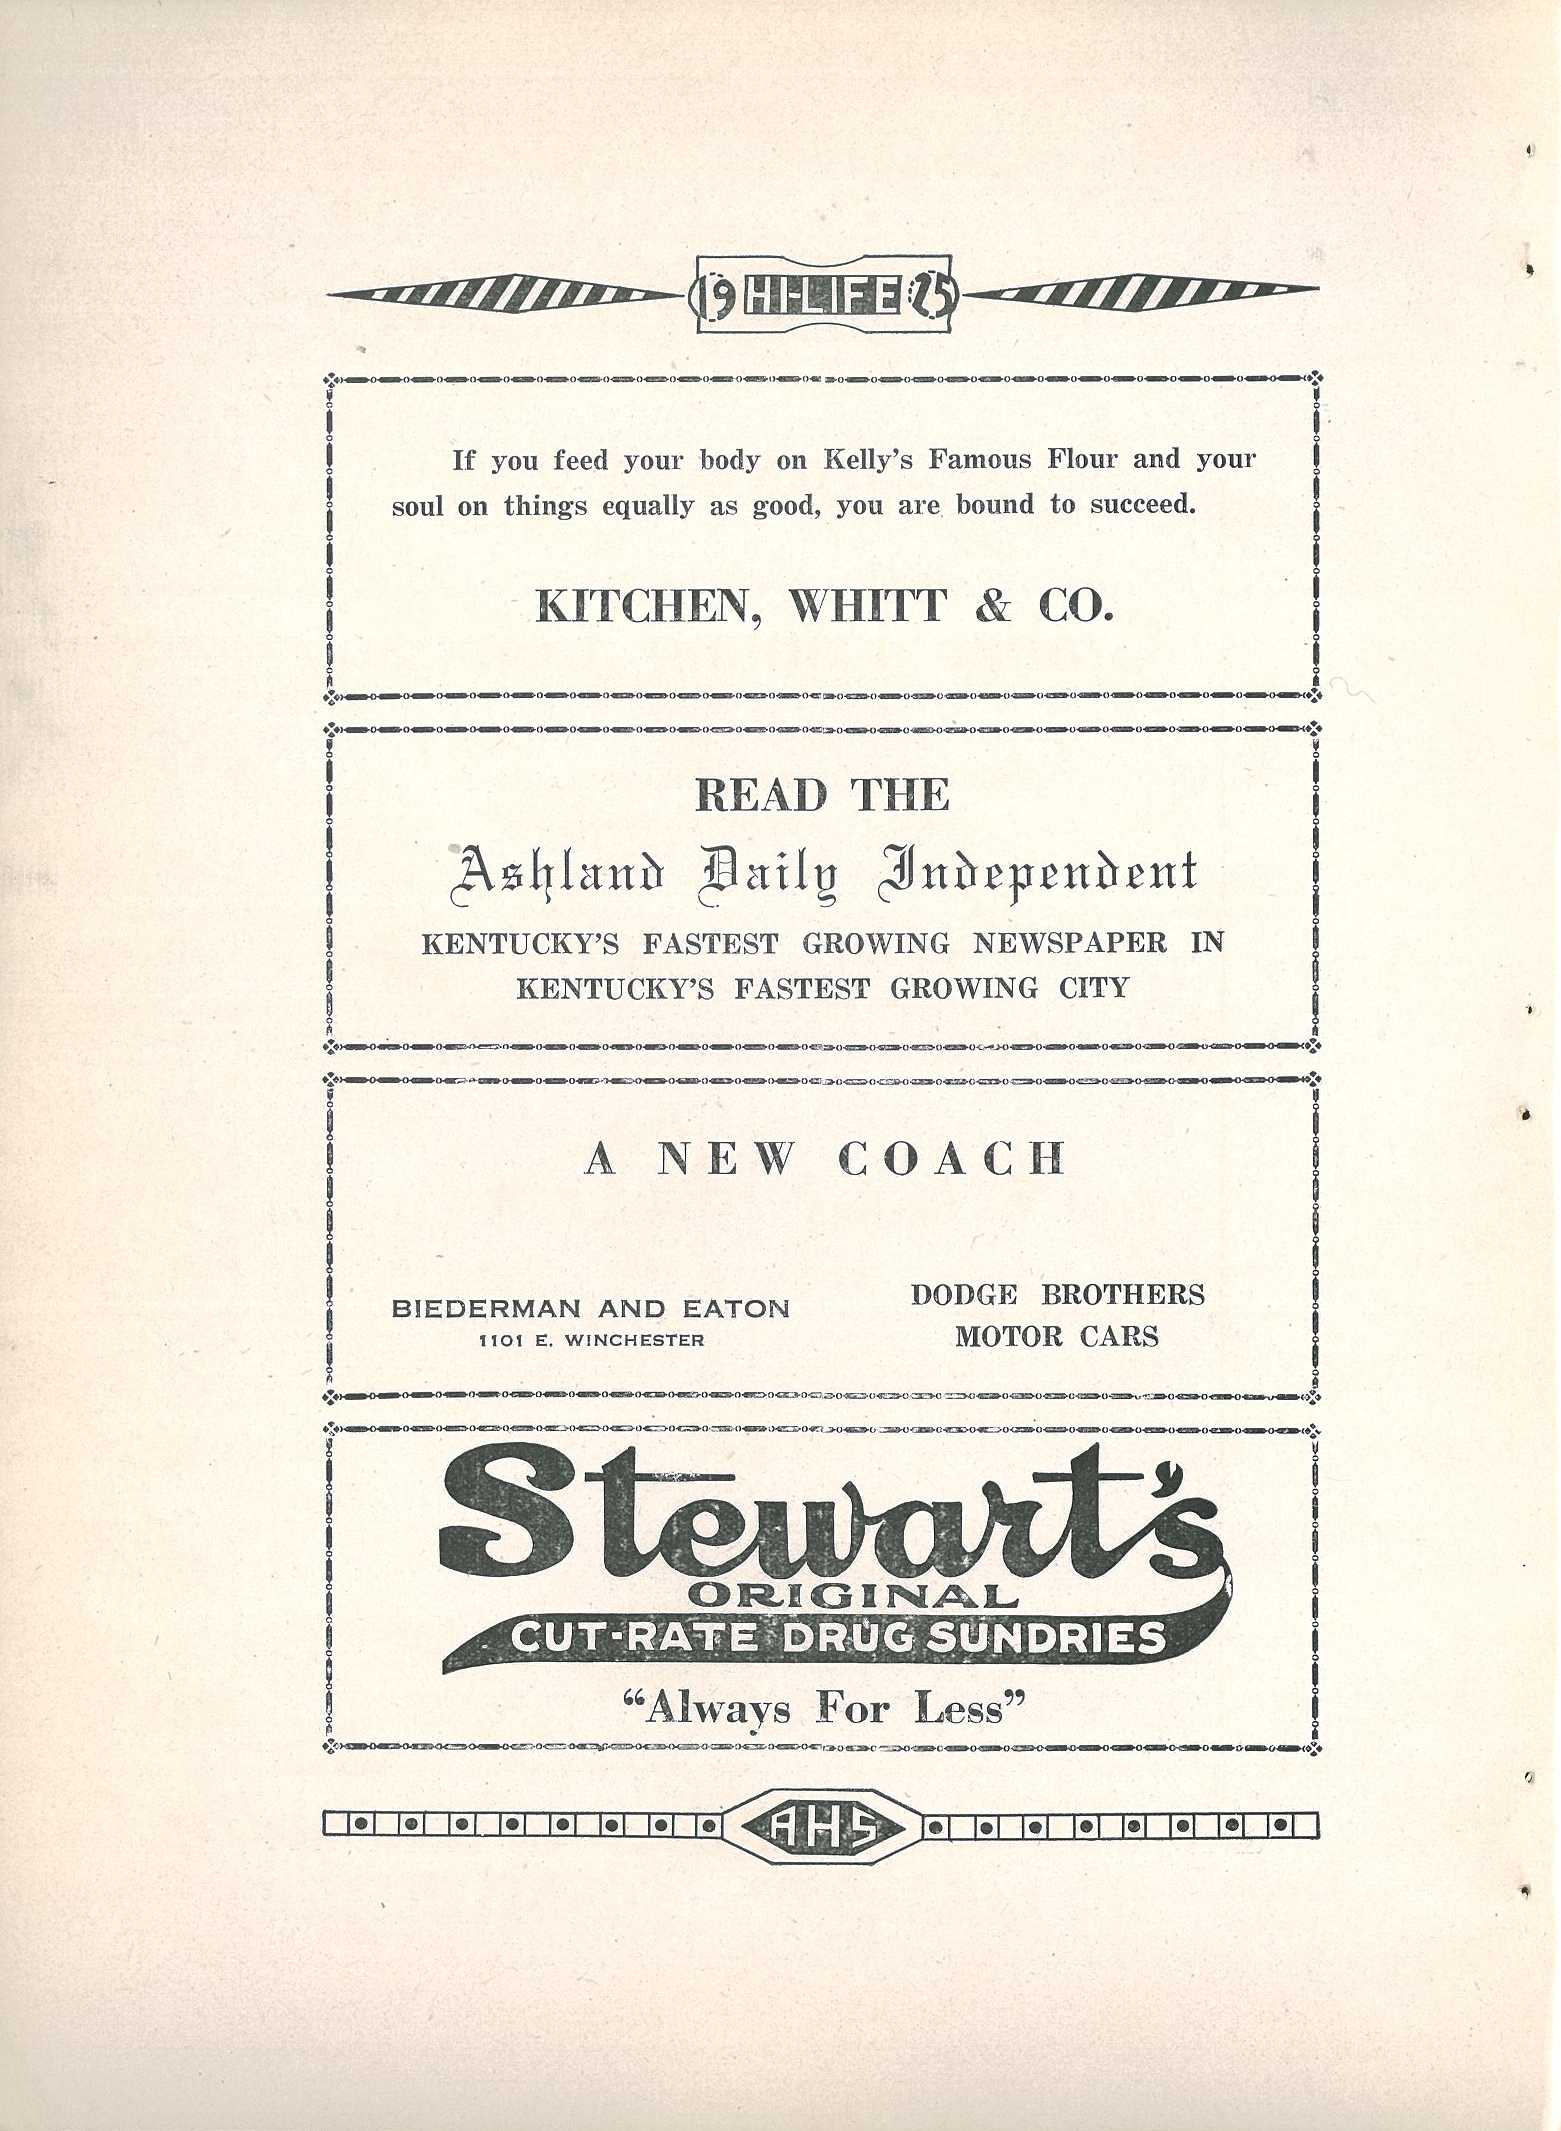 19 HI-LIFE 25
If you feed your body on Kelly's Famous Flour and your
soul on things equally as good, you are bound to succeed.
KITCHEN, WHITT & CO.
READ THE
Ashland Daily Independent
KENTUCKY'S FASTEST GROWING NEWSPAPER IN
KENTUCKY'S FASTEST GROWING CITY
A NEW COACH
BIEDERMAN AND EATON
1101 E. WINCHESTER
DODGE BROTHERS
MOTOR CARS
Stewart's
ORIGINAL
CUT-RATE DRUG SUNDRIES
"Always For Less"
AHS